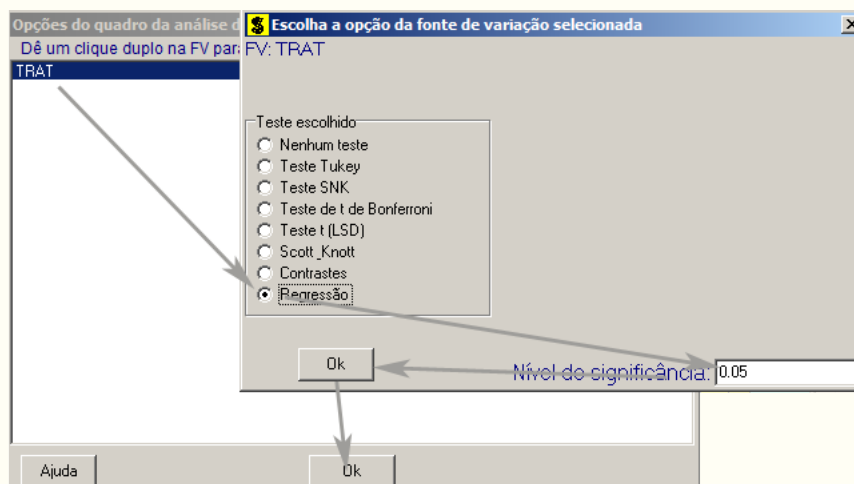 Opções do quadro da análise d
Escolha a opção da fonte de variação selecionada
Dê um clique duplo na FV par
FV: TRAT
TRAT
Teste escolhido
Nenhum teste
Teste Tukey
Teste SNK
Teste de t de Bonferroni
Teste t (LSD)
Scott_Knott
Contrastes
Regressão
Ok
Nível de significância:
0.05
Ajuda
Ok